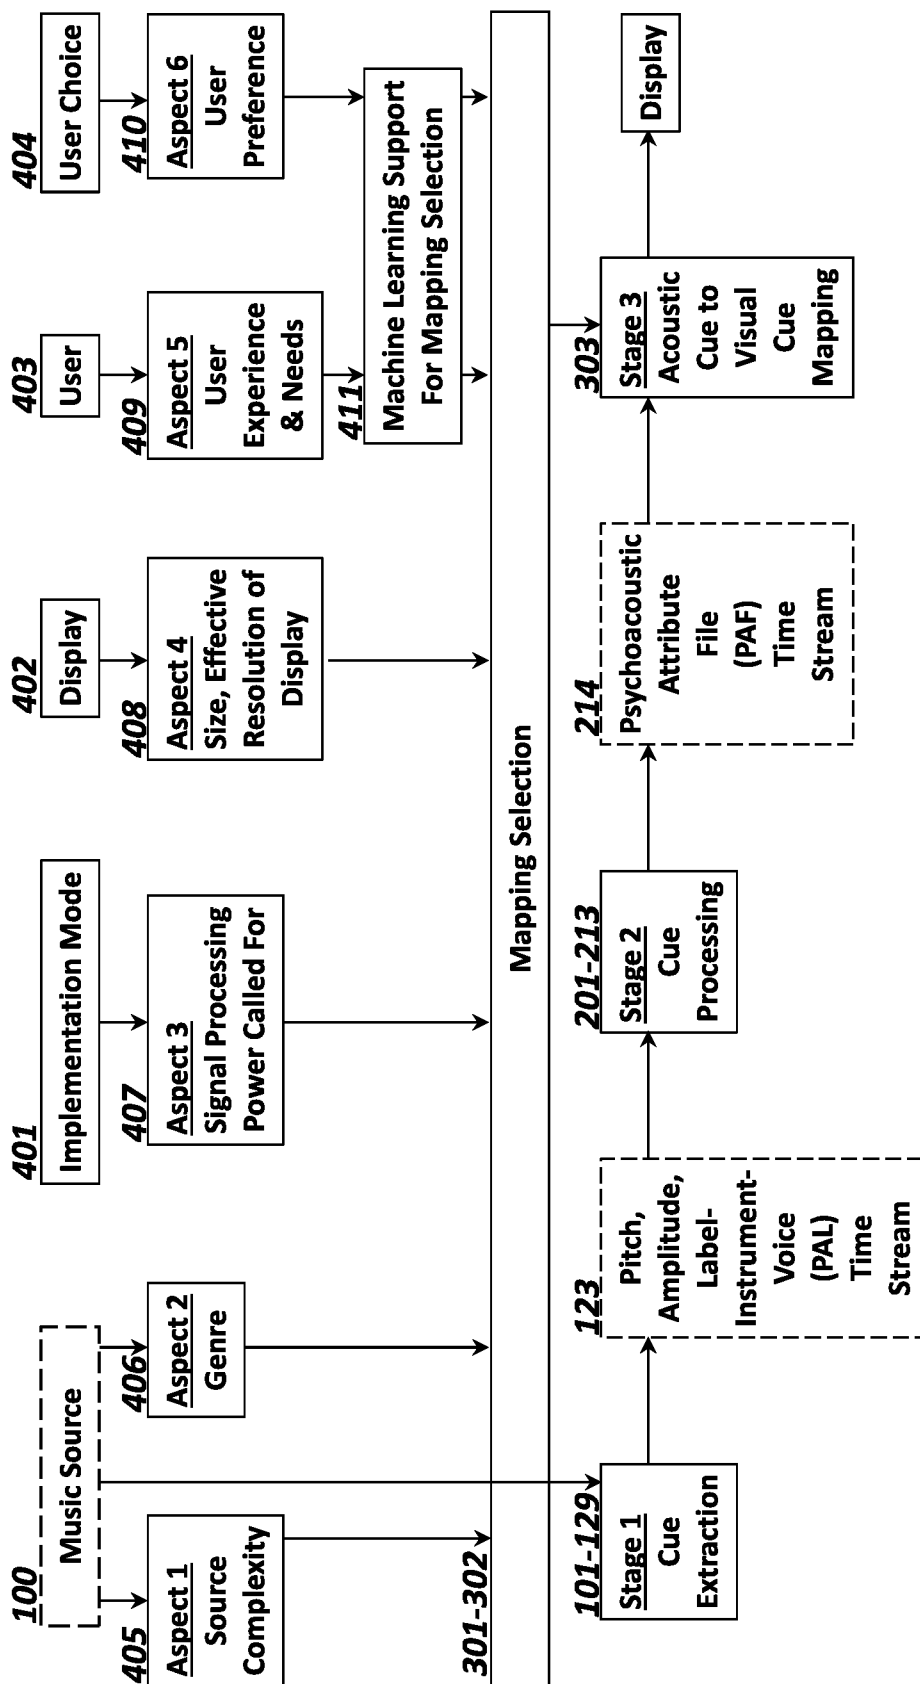 100
Music Source
401
Implementation Mode
402
Display
403
User
404
User Choice
405
Aspect 1
Source
Complexity
406
Aspect 2
Genre
407
Aspect 3
Signal Processing
Power Called For
408
Aspect 4
Size, Effective
Resolution of
Display
409
Aspect 5
User
Experience
& Needs
410
Aspect 6
User
Preference
411
Machine Learning Support
For Mapping Selection
301-302
Mapping Selection
101-129
Stage 1
Cue
Extraction
123
Pitch,
Amplitude,
Label-
Instrument-
Voice
(PAL)
Time
Stream
201-213
Stage 2
Cue
Processing
214
Psychoacoustic
Attribute
File
(PAF)
Time
Stream
303
Stage 3
Acoustic
Cue to
Visual
Cue
Mapping
Display